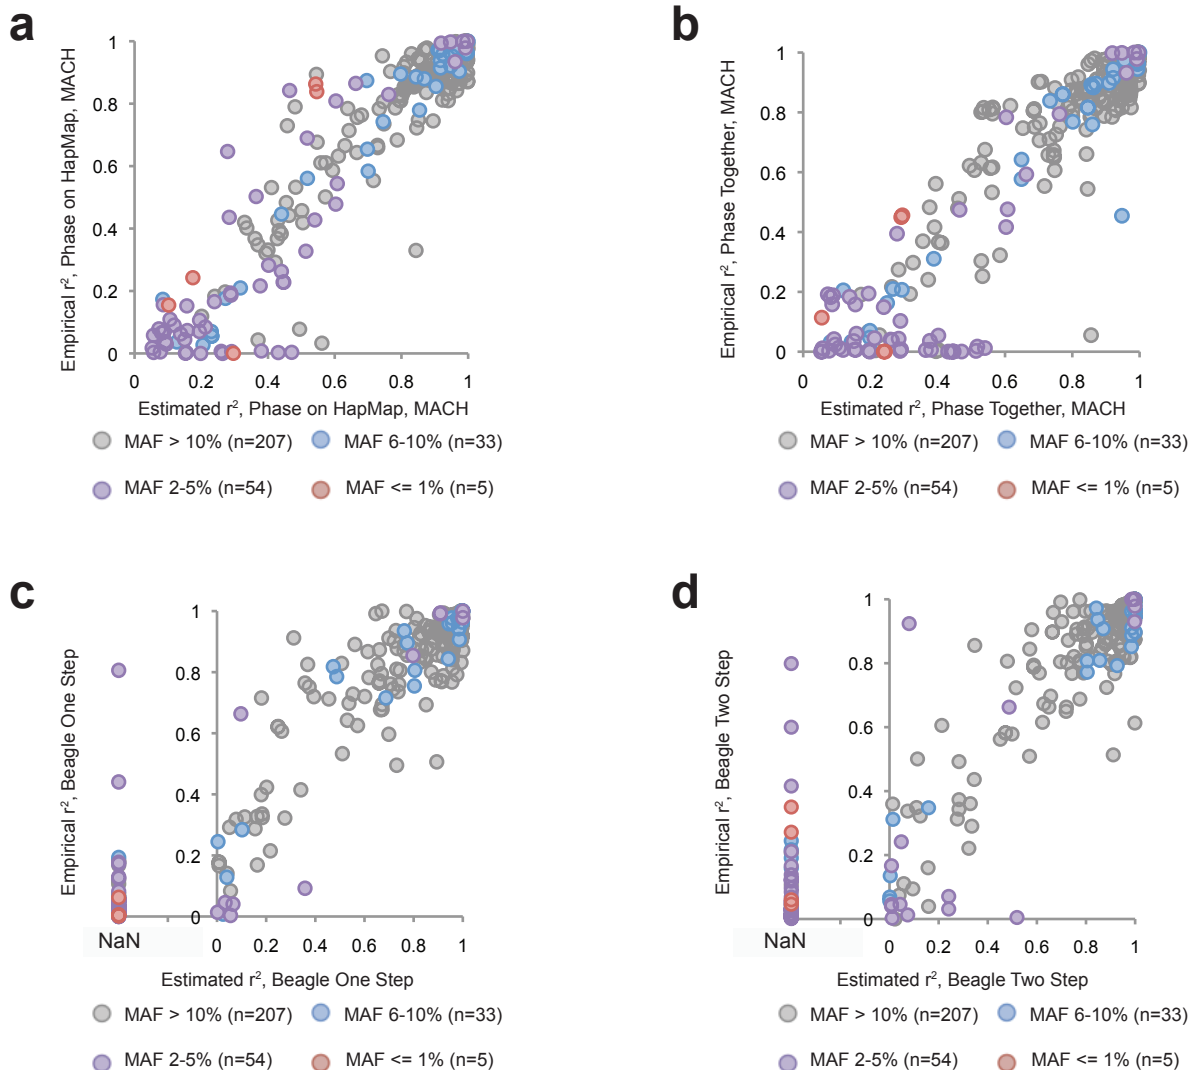 a
Empirical r², Phase on HapMap, MACH
1
0.8
0.6
0.4
0.2
0
0 0.2 0.4 0.6 0.8 1
Estimated r², Phase on HapMap, MACH
MAF > 10% (n=207) MAF 6-10% (n=33)
MAF 2-5% (n=54) MAF <= 1% (n=5)
b
Empirical r², Phase Together, MACH
1
0.8
0.6
0.4
0.2
0
0 0.2 0.4 0.6 0.8 1
Estimated r², Phase Together, MACH
MAF > 10% (n=207) MAF 6-10% (n=33)
MAF 2-5% (n=54) MAF <= 1% (n=5)
c
Empirical r², Beagle One Step
1
0.8
0.6
0.4
0.2
0
NaN 0 0.2 0.4 0.6 0.8 1
Estimated r², Beagle One Step
MAF > 10% (n=207) MAF 6-10% (n=33)
MAF 2-5% (n=54) MAF <= 1% (n=5)
d
Empirical r², Beagle Two Step
1
0.8
0.6
0.4
0.2
0
NaN 0 0.2 0.4 0.6 0.8 1
Estimated r², Beagle Two Step
MAF > 10% (n=207) MAF 6-10% (n=33)
MAF 2-5% (n=54) MAF <= 1% (n=5)